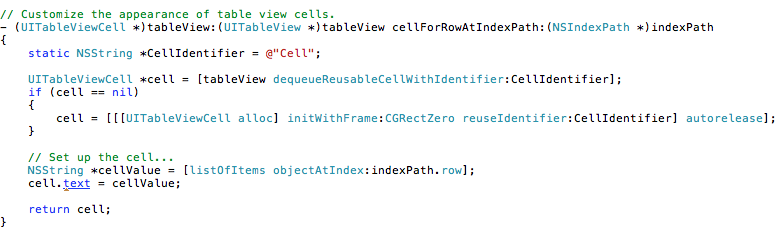 // Customize the appearance of table view cells.
- (UITableViewCell *)tableView:(UITableView *)tableView cellForRowAtIndexPath:(NSIndexPath *)indexPath
{
    static NSString *CellIdentifier = @"Cell";

    UITableViewCell *cell = [tableView dequeueReusableCellWithIdentifier:CellIdentifier];
    if (cell == nil)
    {
        cell = [[[UITableViewCell alloc] initWithFrame:CGRectZero reuseIdentifier:CellIdentifier] autorelease];
    }

    // Set up the cell...
    NSString *cellValue = [listOfItems objectAtIndex:indexPath.row];
    cell.text = cellValue;

    return cell;
}